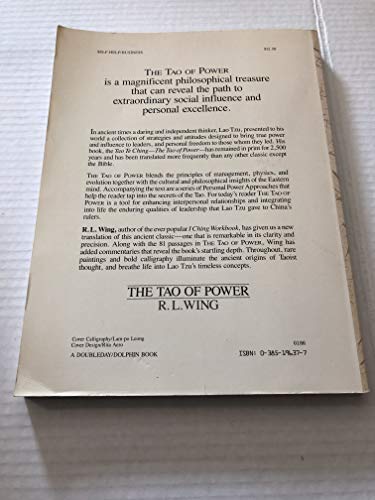 SELF HELP/BUSINESS
THE TAO OF POWER
is a magnificent philosophical treasure
that can reveal the path to
extraordinary social influence and
personal excellence.
In ancient times a daring and independent thinker, Lao Tzu, presented to his
world a collection of strategies and attitudes designed to bring true power
and influence to leaders, and personal freedom to those whom they led. His
book, the Tao Te Ching—The Tao of Power—has remained in print for 2,500
years and has been translated more frequently than any other classic except
the Bible.
THE TAO OF POWER blends the principles of management, physics, and
evolution together with the cultural and philosophical insights of the Eastern
mind. Accompanying the text are a series of Personal Power Approaches that
help the reader tap into the secrets of the Tao. For today's reader THE TAO OF
POWER is a tool for enhancing interpersonal relationships and integrating
into life the enduring qualities of leadership that Lao Tzu gave to China's
rulers.
R. L. Wing, author of the ever popular I Ching Workbook, has given us a new
translation of this ancient classic—one that is remarkable in its clarity and
precision. Along with the 81 passages in THE TAO OF POWER, Wing has
added commentaries that reveal the book's startling depth. Throughout, rare
paintings and bold calligraphy illuminate the ancient origins of Taoist
thought, and breathe life into Lao Tzu's timeless concepts.
THE TAO OF POWER
R. L. WING
Cover Calligraphy/Lam-po Leong
Cover Design/Rita Aero
A DOUBLEDAY/DOLPHIN BOOK
0186
ISBN: 0-385-19637-7